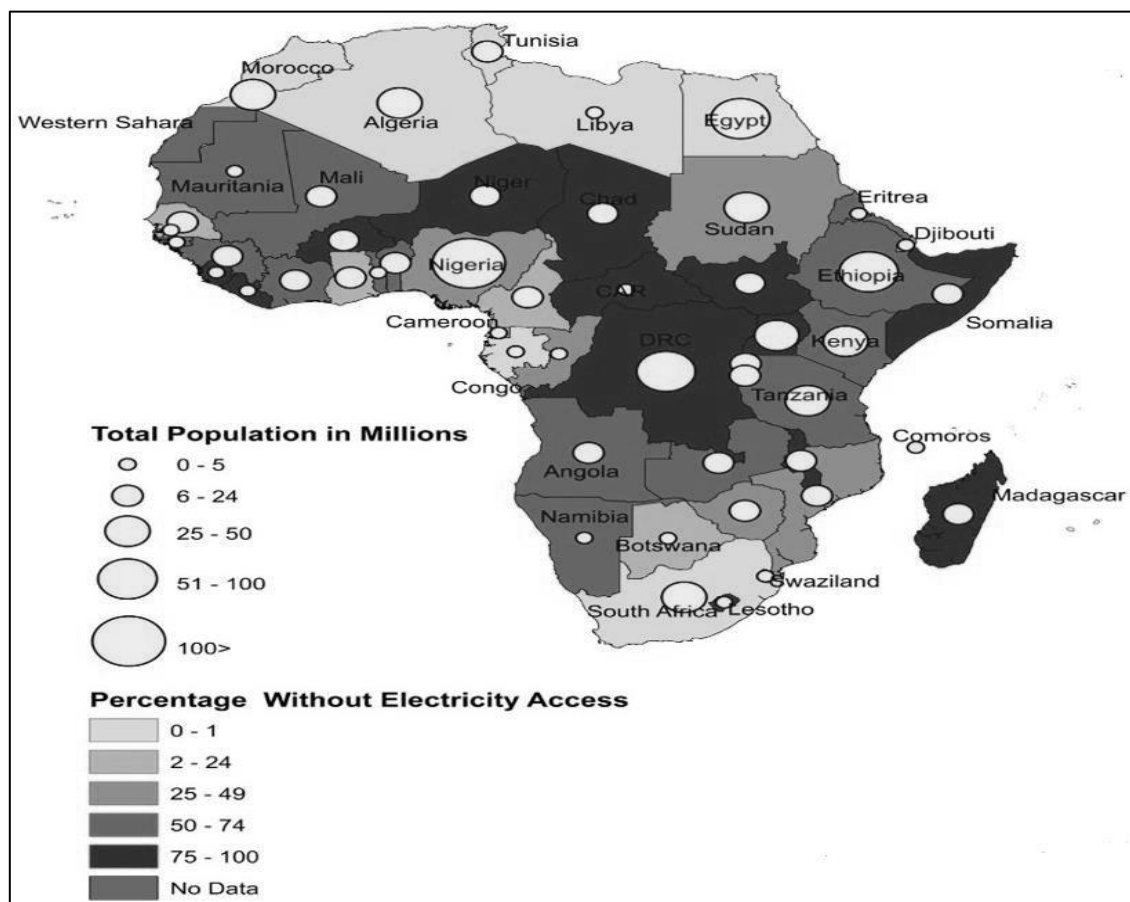 Tunisia
Morocco
Western Sahara
Algeria
Libya
Egypt
Mauritania
Mali
Niger
Chad
Sudan
Eritrea
Djibouti
Nigeria
Ethiopia
CAR
Somalia
Cameroon
DRC
Kenya
Congo
Tanzania
Comoros
Angola
Madagascar
Namibia
Botswana
Swaziland
South Africa
Lesotho
Total Population in Millions
0 - 5
6 - 24
25 - 50
51 - 100
100>
Percentage Without Electricity Access
0 - 1
2 - 24
25 - 49
50 - 74
75 - 100
No Data